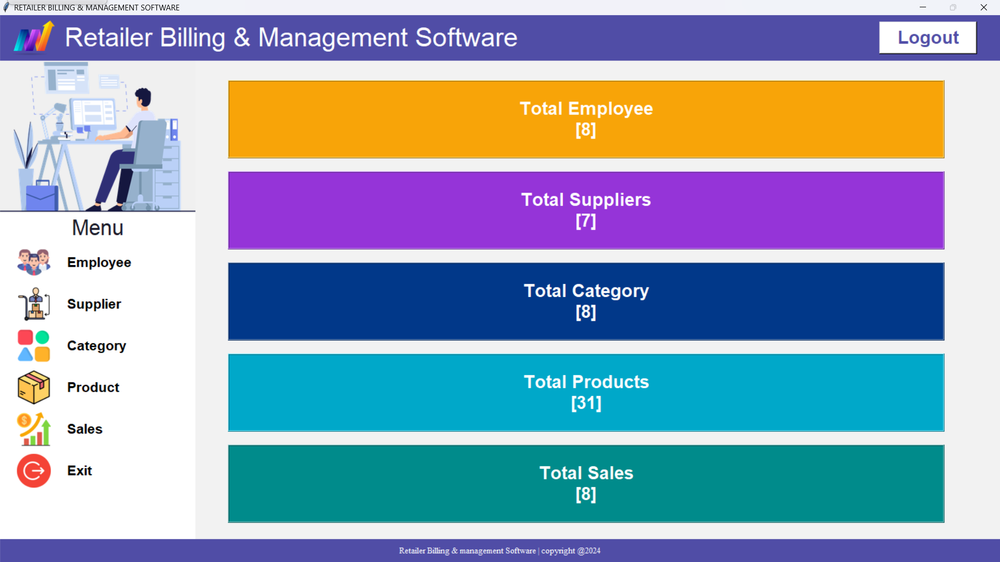 RETAILER BILLING & MANAGEMENT SOFTWARE
Retailer Billing & Management Software
Logout
Total Employee
[8]
Total Suppliers
[7]
Total Category
[8]
Total Products
[31]
Total Sales
[8]
Menu
Employee
Supplier
Category
Product
Sales
Exit
Retailer Billing & management Software | copyright @2024